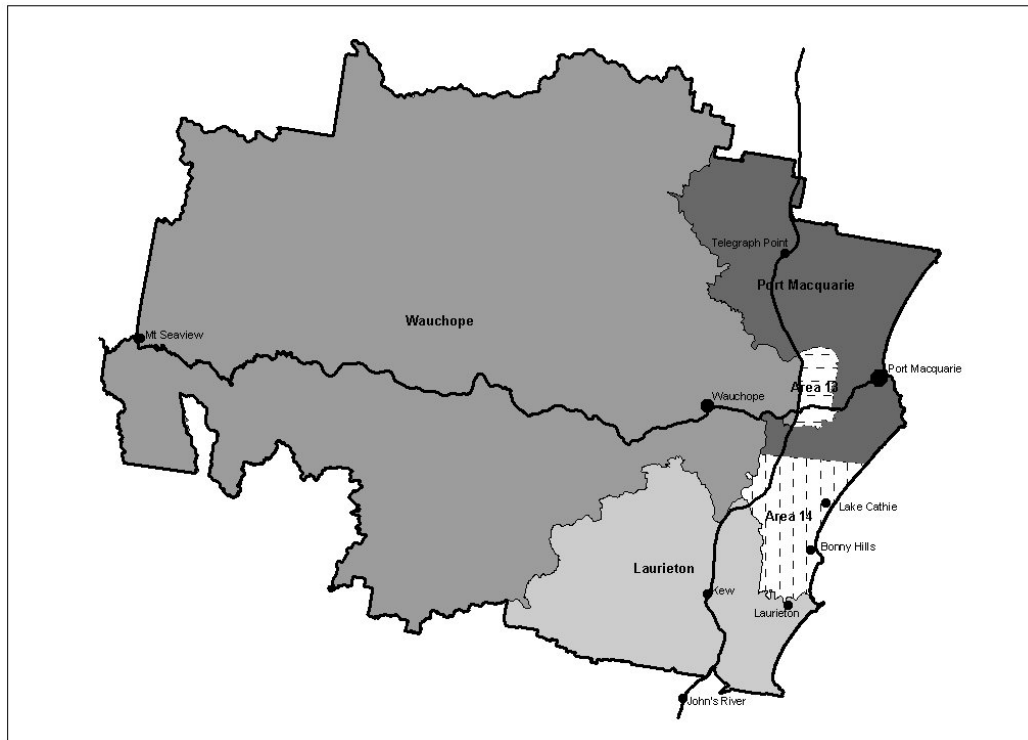 Telegraph Point
Port Macquarie
Wauchope
Mt Seaview
Port Macquarie
Area 13
Wauchope
Lake Cathie
Area 14
Bonny Hills
Laurieton
Kew
Laurieton
John's River